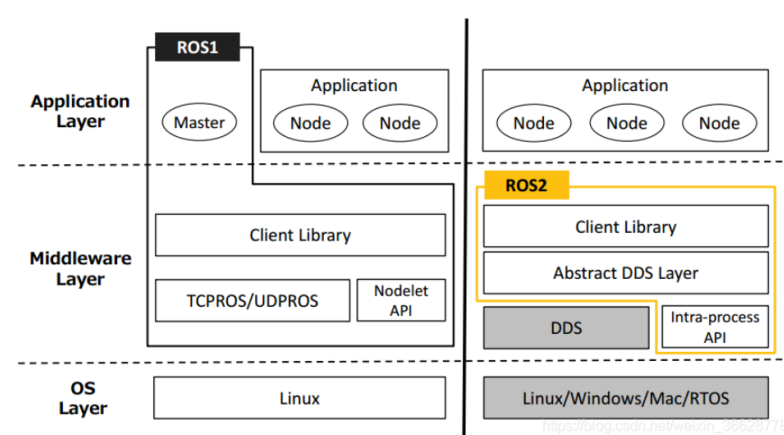 ROS1
Application
Layer
Master
Application
Node
Node
Application
Node
Node
Node
Middleware
Layer
Client Library
TCPROS/UDPROS
Nodelet
API
ROS2
Client Library
Abstract DDS Layer
DDS
Intra-process
API
OS
Layer
Linux
Linux/Windows/Mac/RTOS